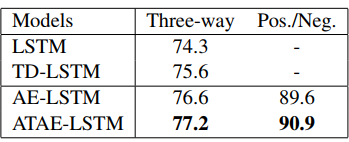 Models Three-way Pos./Neg.
LSTM 74.3 -
TD-LSTM 75.6 -
AE-LSTM 76.6 89.6
ATAE-LSTM 77.2 90.9